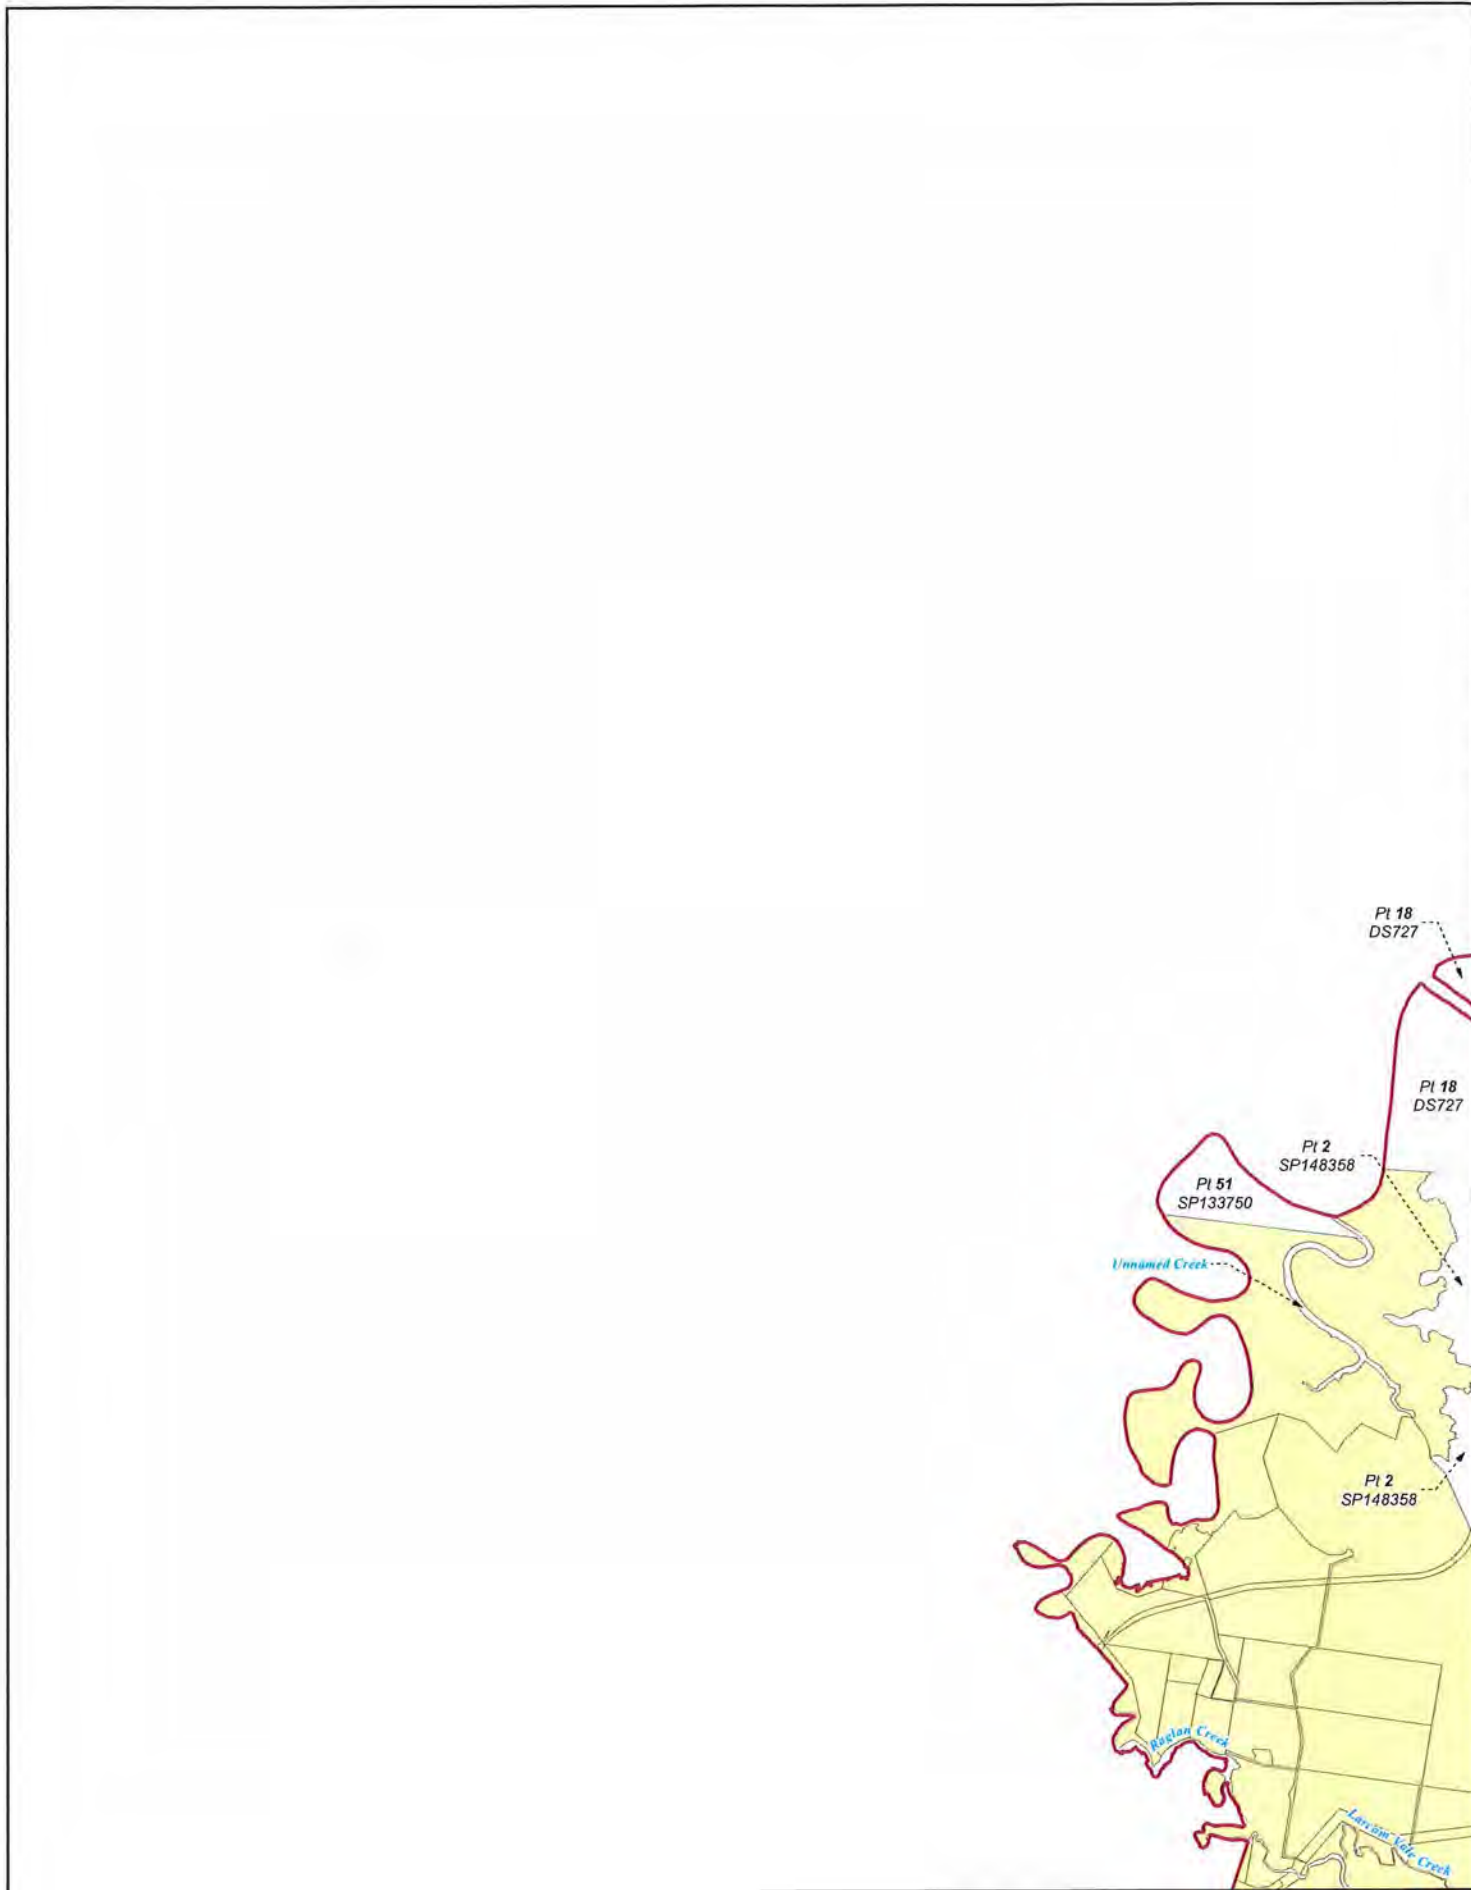 Pt 18
DS727
Pt 18
DS727
Pt 2
SP148358
Pt 51
SP133750
Unnamed Creek
Pt 2
SP148358
Raglan Creek
Larcom Vale Creek